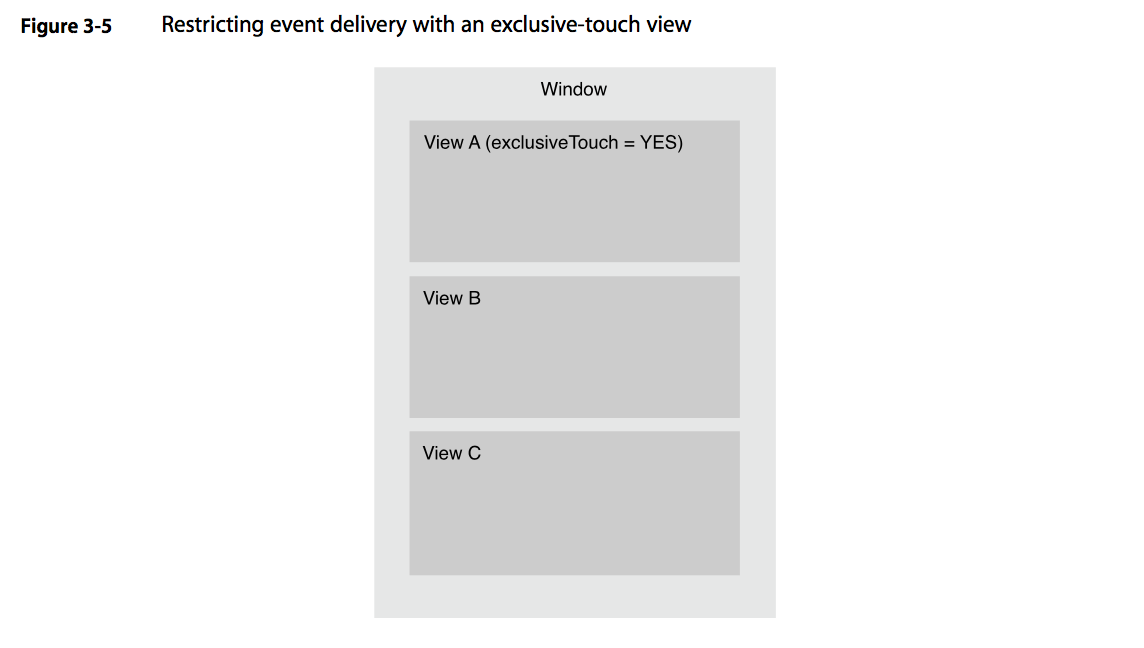 Figure 3-5 Restricting event delivery with an exclusive-touch view
Window
View A (exclusiveTouch = YES)
View B
View C